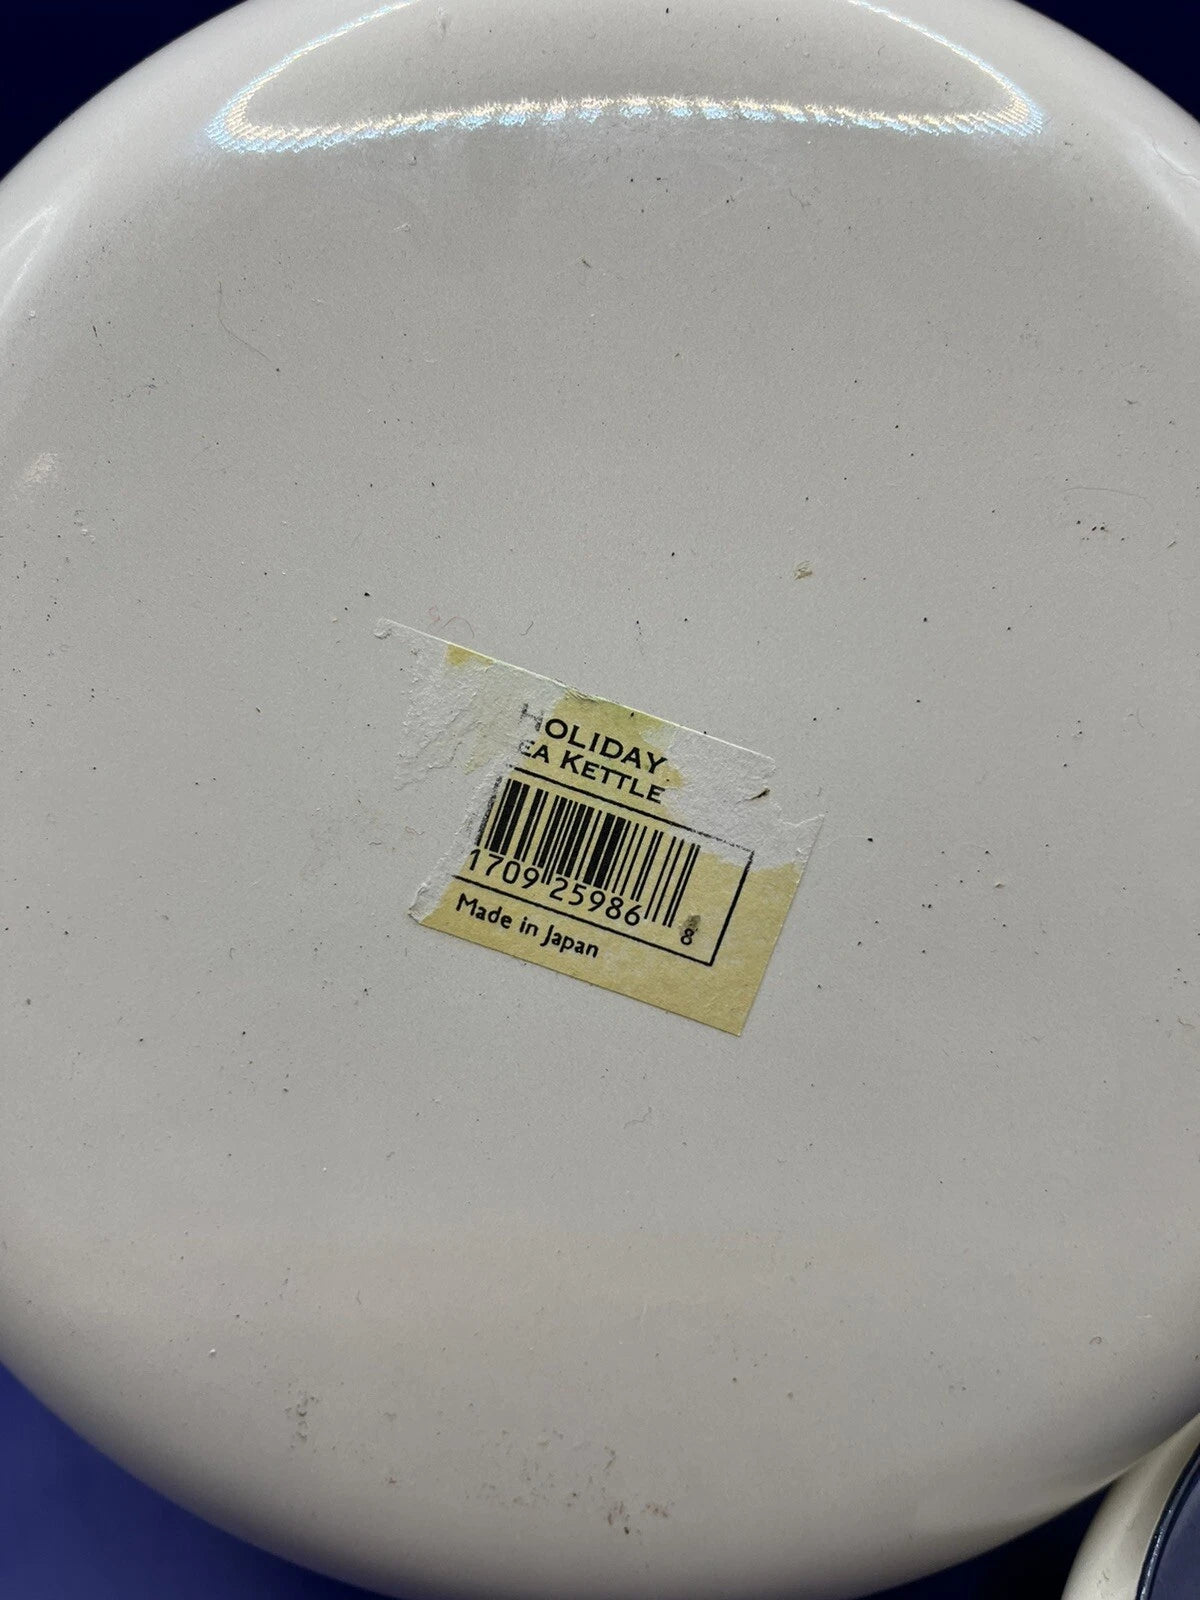 HOLIDAY
EA KETTLE
1709 25986 8
Made in Japan